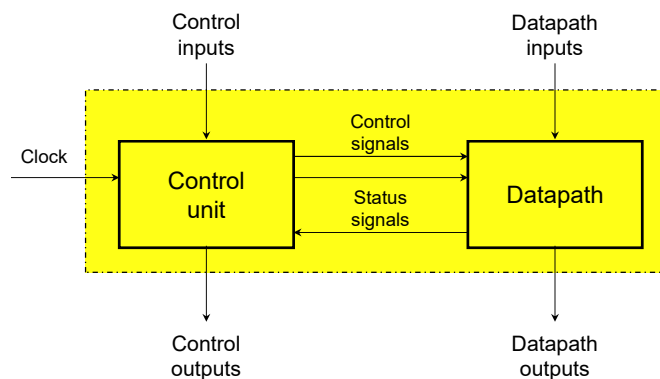 Control
inputs
Datapath
inputs
Clock
Control
unit
Control
signals
Status
signals
Datapath
Control
outputs
Datapath
outputs